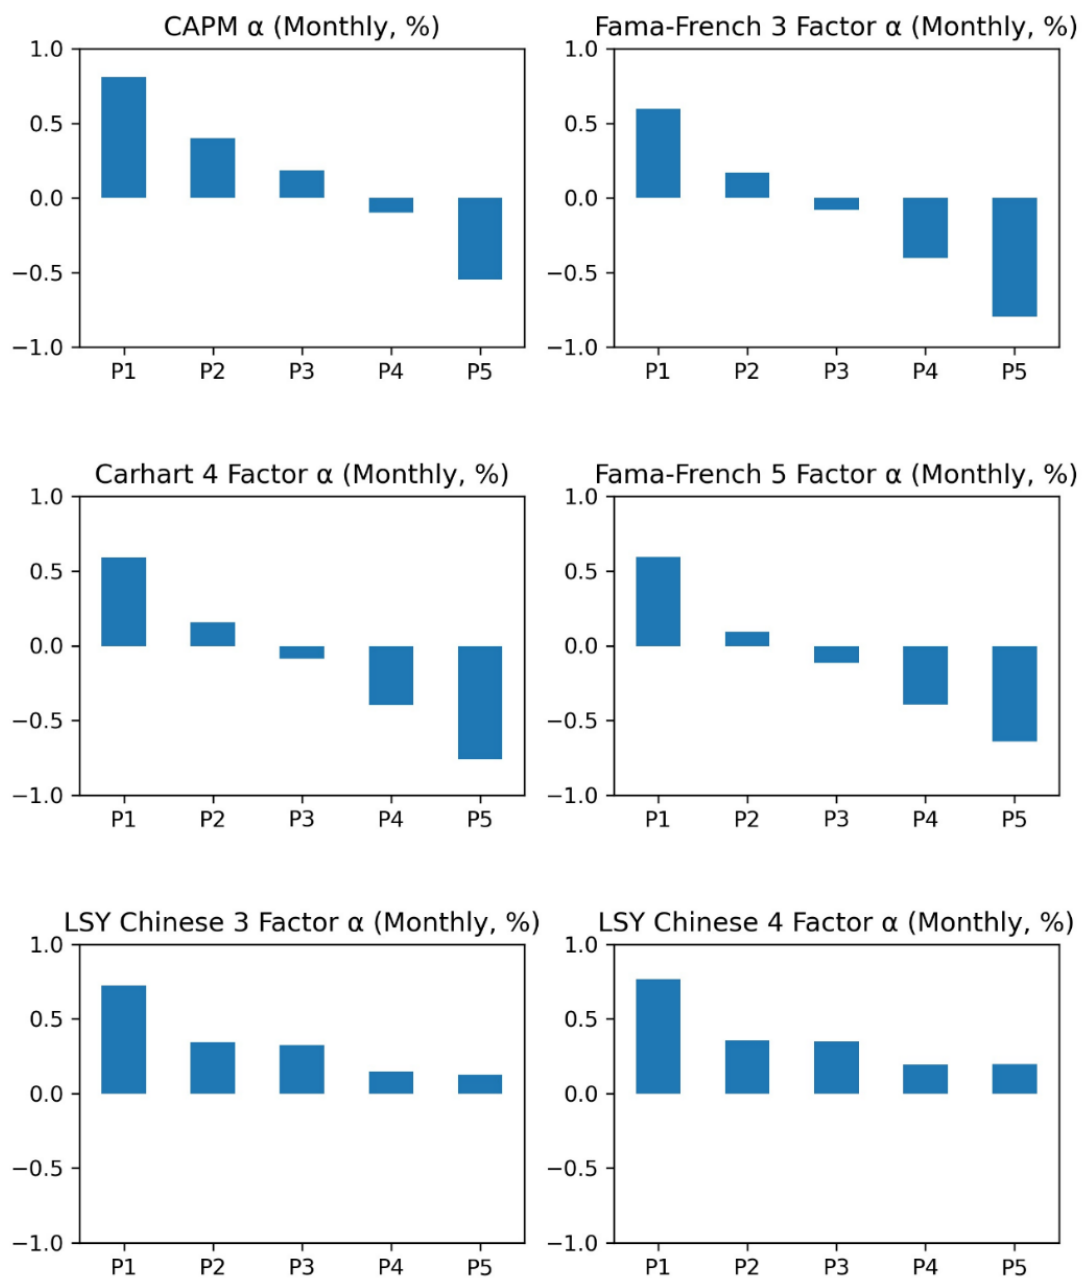 CAPM α (Monthly, %)
1.0
0.5
0.0
−0.5
−1.0
P1 P2 P3 P4 P5
Fama-French 3 Factor α (Monthly, %)
1.0
0.5
0.0
−0.5
−1.0
P1 P2 P3 P4 P5
Carhart 4 Factor α (Monthly, %)
1.0
0.5
0.0
−0.5
−1.0
P1 P2 P3 P4 P5
Fama-French 5 Factor α (Monthly, %)
1.0
0.5
0.0
−0.5
−1.0
P1 P2 P3 P4 P5
LSY Chinese 3 Factor α (Monthly, %)
1.0
0.5
0.0
−0.5
−1.0
P1 P2 P3 P4 P5
LSY Chinese 4 Factor α (Monthly, %)
1.0
0.5
0.0
−0.5
−1.0
P1 P2 P3 P4 P5